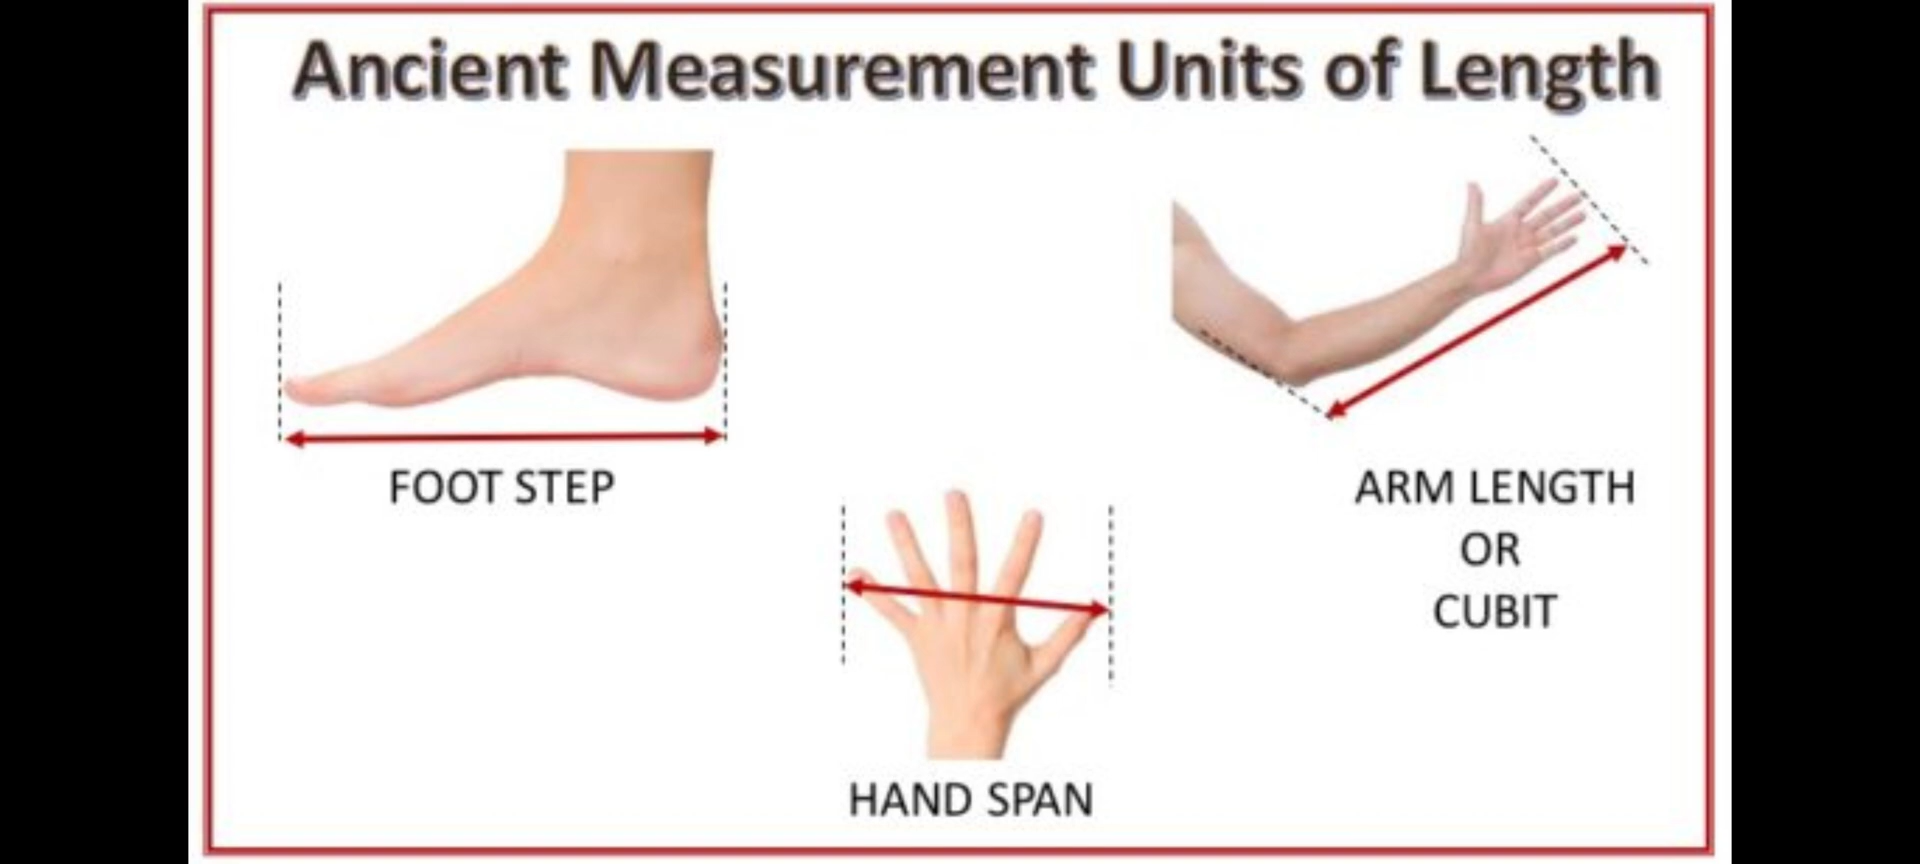 Ancient Measurement Units of Length
FOOT STEP
ARM LENGTH
OR
CUBIT
HAND SPAN